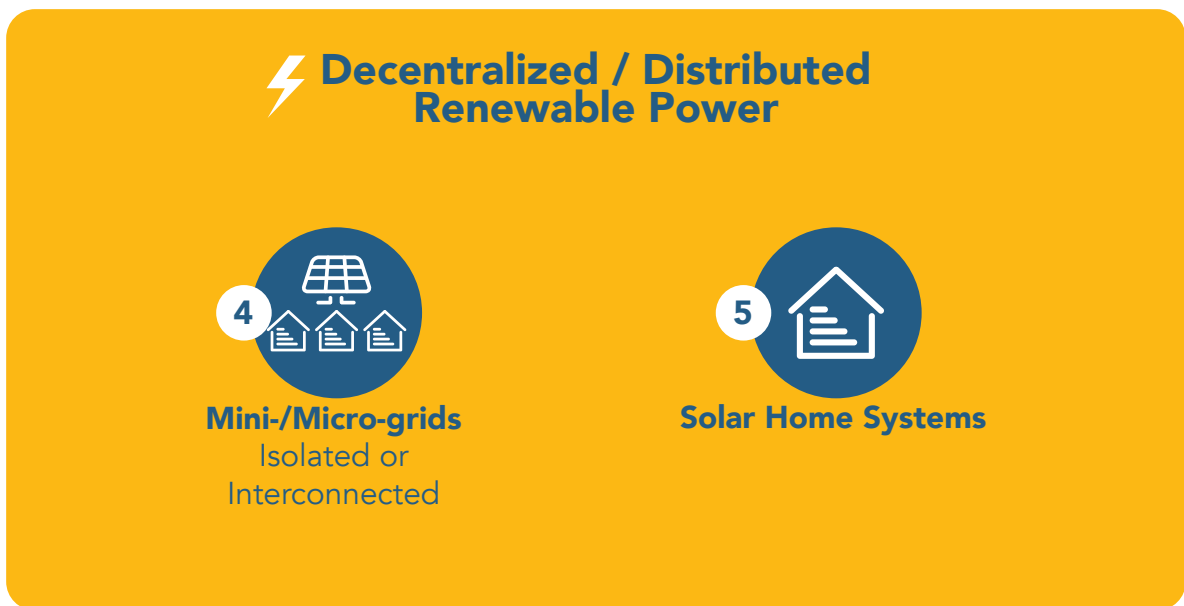 Decentralized / Distributed
Renewable Power
4
Mini-/Micro-grids
Isolated or
Interconnected
5
Solar Home Systems